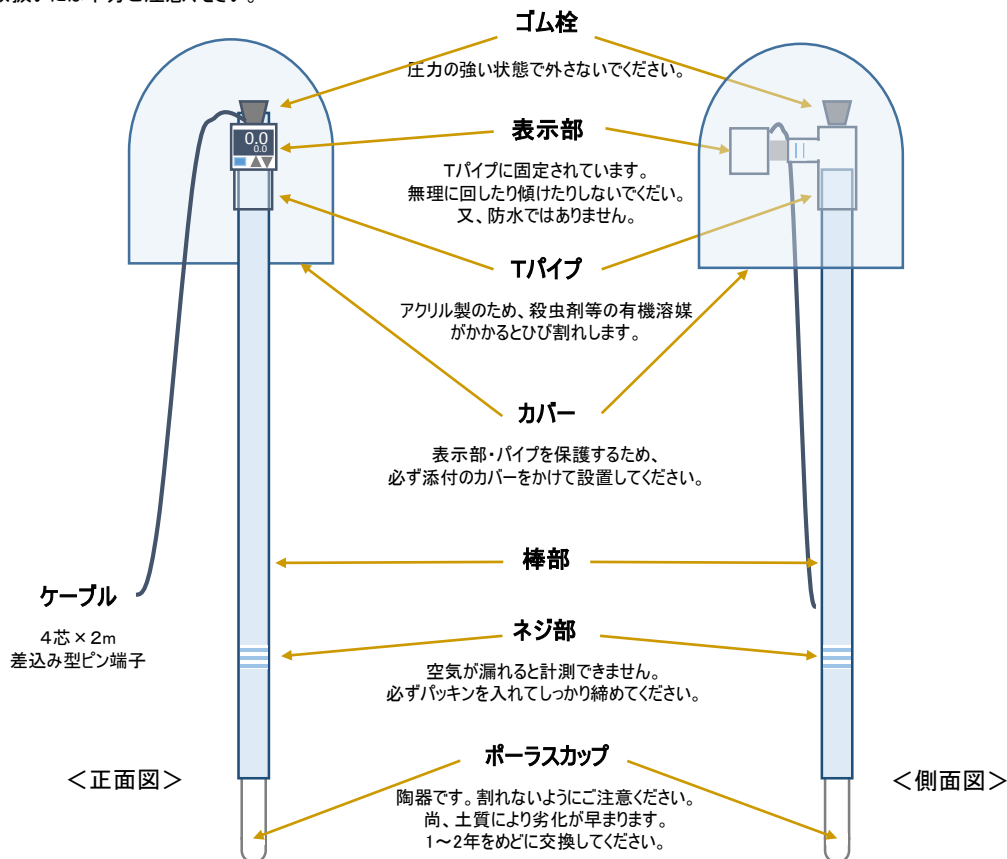 ゴム栓
圧力の強い状態で外さないでください。
0.0
0.0
表示部
Tパイプに固定されています。
無理に回したり傾けたりしないでくだい。
又、防水ではありません。
Tパイプ
アクリル製のため、殺虫剤等の有機溶媒
がかかるとひび割れします。
カバー
表示部・パイプを保護するため、
必ず添付のカバーをかけて設置してください。
棒部
ケーブル
4芯×2m
差込み型ピン端子
ネジ部
空気が漏れると計測できません。
必ずパッキンを入れてしっかり締めてください。
ポーラスカップ
<正面図>
<側面図>
陶器です。割れないようにご注意ください。
尚、土質により劣化が早まります。
1~2年をめどに交換してください。